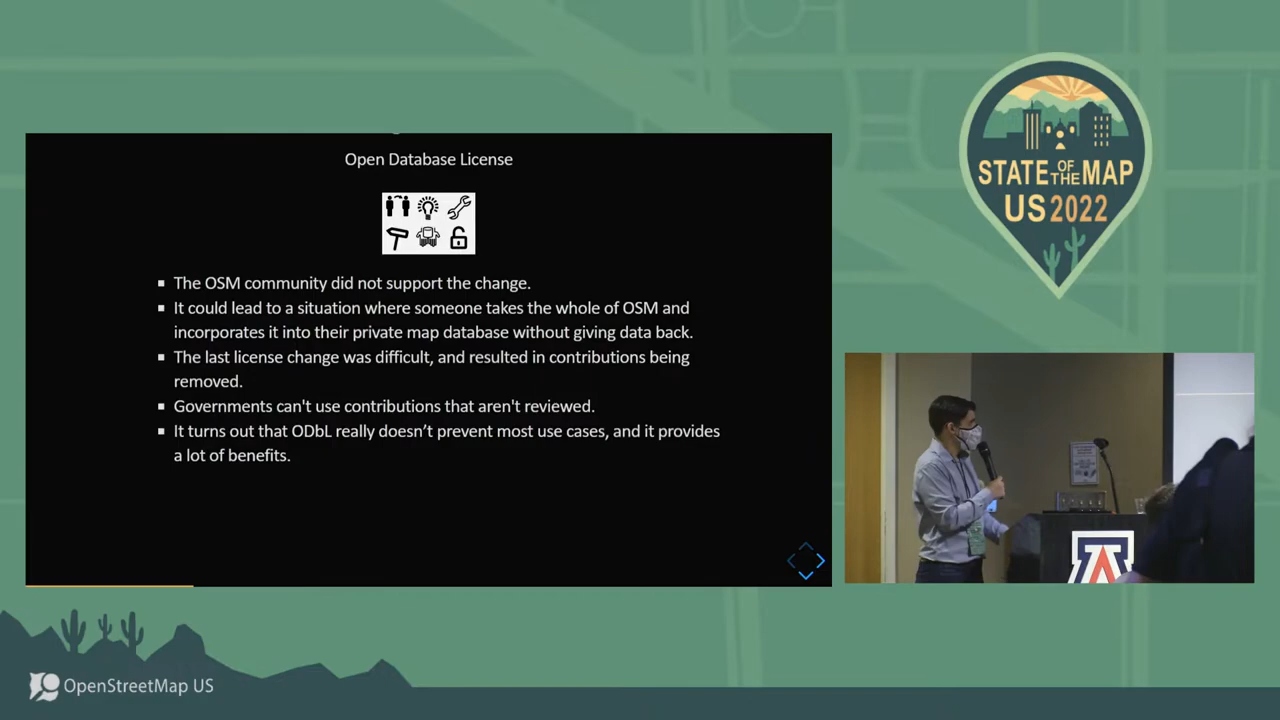 Open Database License
The OSM community did not support the change.
It could lead to a situation where someone takes the whole of OSM and
incorporates it into their private map database without giving data back.
The last license change was difficult, and resulted in contributions being
removed.
Governments can't use contributions that aren't reviewed.
It turns out that ODbL really doesn’t prevent most use cases, and it provides
a lot of benefits.
STATE OF THE MAP
US 2022
A
OpenStreetMap US